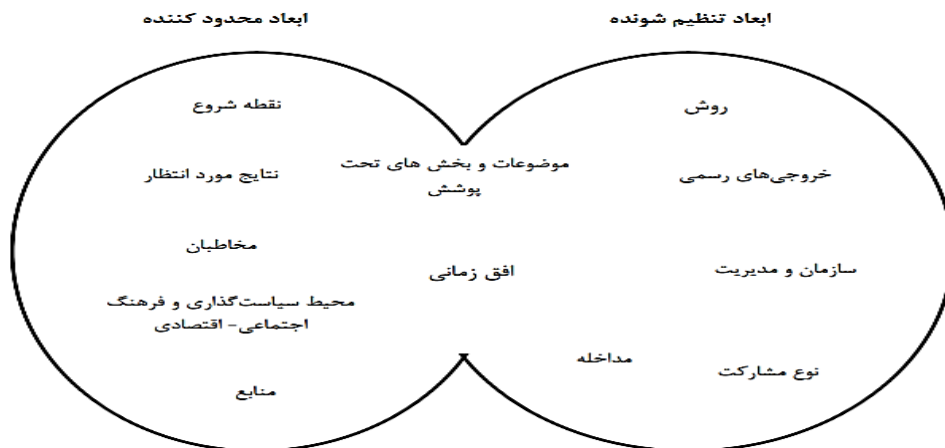 ابعاد تنظیم شونده
ابعاد محدود کننده
روش
خروجی‌های رسمی
سازمان و مدیریت
نوع مشارکت
مداخله
موضوعات و بخش های تحت
پوشش
افق زمانی
نقطه شروع
نتایج مورد انتظار
مخاطبان
محیط سیاست‌گذاری و فرهنگ
اجتماعی- اقتصادی
منابع